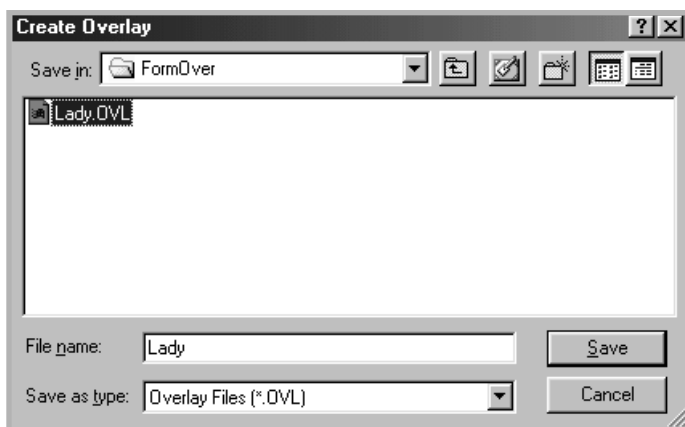 Create Overlay
Save in: FormOver
Lady.OVL
File name: Lady Save
Save as type: Overlay Files (*.OVL) Cancel